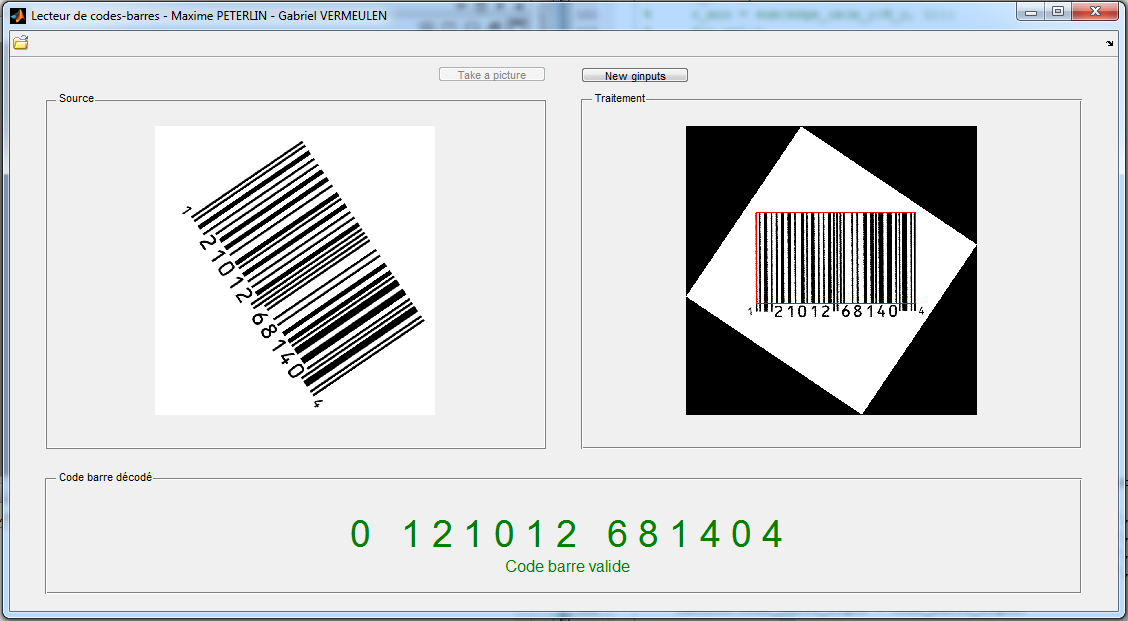 Lecteur de codes-barres - Maxime PETERLIN - Gabriel VERMEULEN
Take a picture
New ginputs
Source
Traitement
1 21012 68140 4
1 21012 68140 4
Code barre décodé
0 121012 681404
Code barre valide